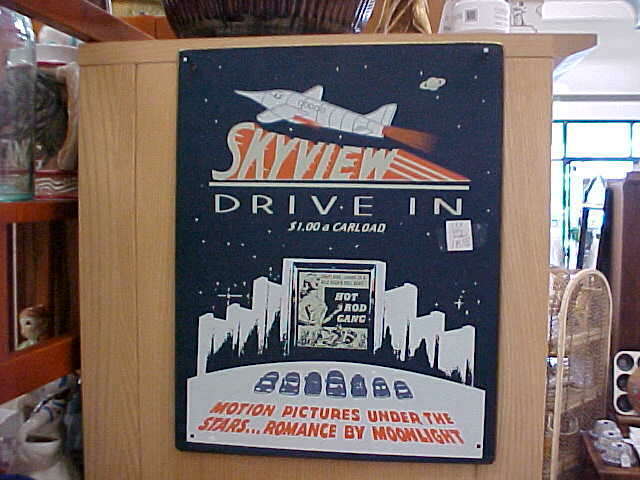 SKYVIEW
DRIVE IN
$1.00 a CARLOAD
HOT
ROD
GANG
MOTION PICTURES UNDER THE
STARS... ROMANCE BY MOONLIGHT